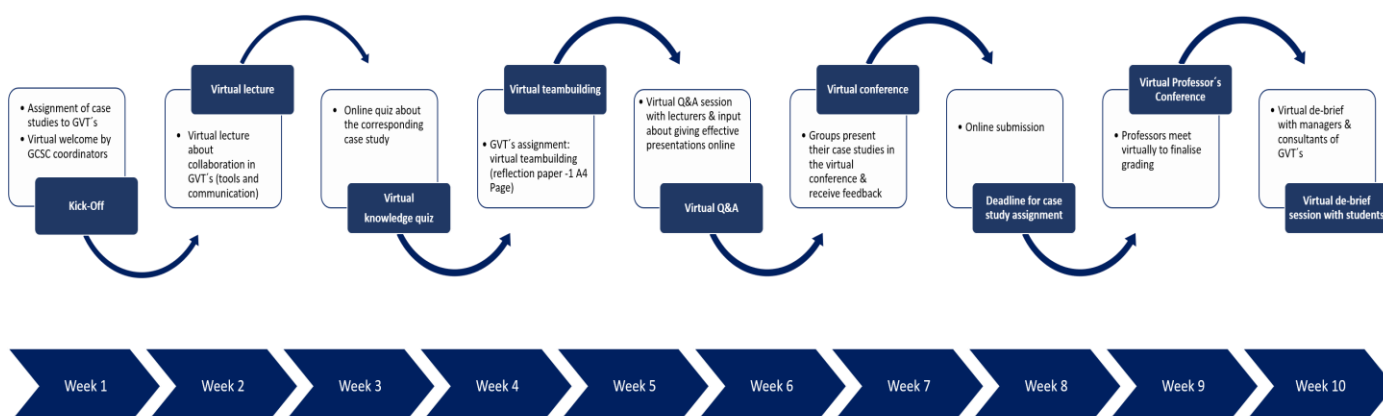 • Assignment of case
studies to GVT´s
• Virtual welcome by
GCSC coordinators
Kick-Off
Virtual lecture
• Virtual lecture
about
collaboration in
GVT´s (tools and
communication)
• Online quiz about
the corresponding
case study
Virtual
knowledge quiz
Virtual teambuilding
• GVT´s assignment:
virtual teambuilding
(reflection paper -1 A4
Page)
• Virtual Q&A session
with lecturers & input
about giving effective
presentations online
Virtual Q&A
Virtual conference
• Groups present
their case studies in
the virtual
conference &
receive feedback
• Online submission
Deadline for case
study assignment
Virtual Professor´s
Conference
• Professors meet
virtually to finalise
grading
• Virtual de-brief
with managers &
consultants of
GVT´s
Virtual de-brief
session with students
Week 1
Week 2
Week 3
Week 4
Week 5
Week 6
Week 7
Week 8
Week 9
Week 10